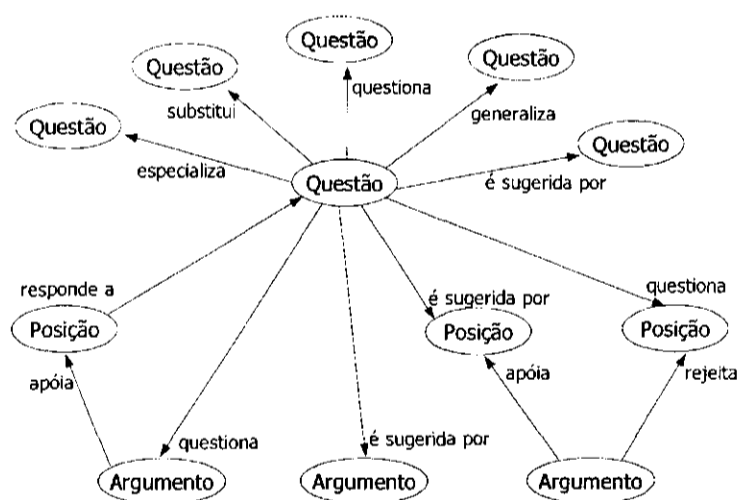 Questão
Questão
Questão
questiona
substitui
generaliza
Questão
Questão
especializa
Questão
é sugerida por
responde a
questiona
é sugerida por
Posição
Posição
Posição
apóia
apóia
rejeita
questiona
é sugerida por
Argumento
Argumento
Argumento